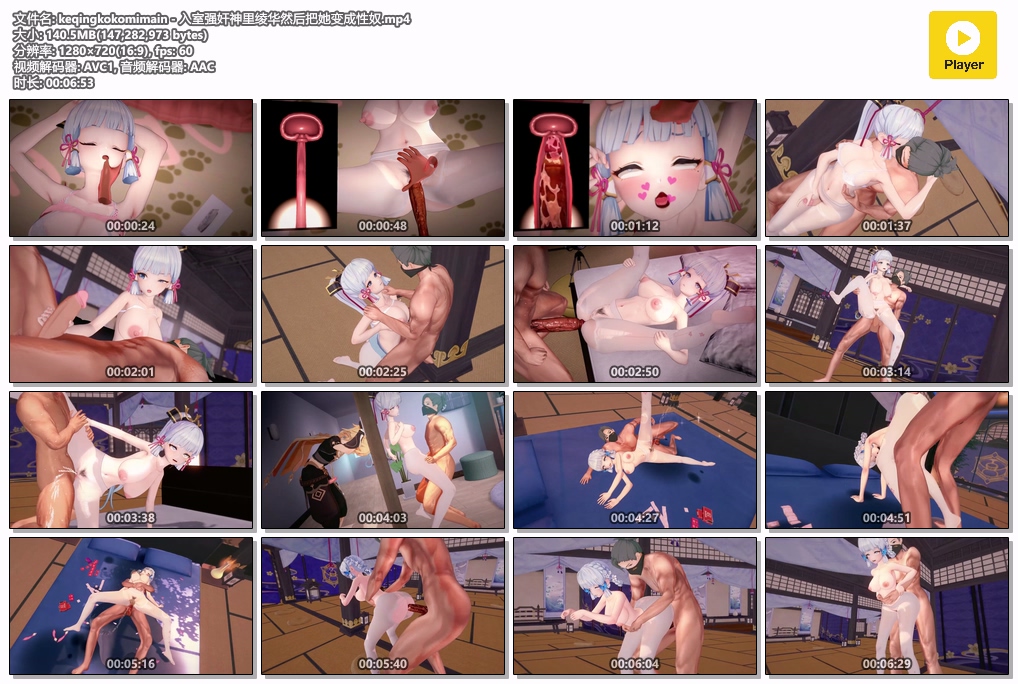 文件名: keqingkokomimain - 入室强奸神里绫华然后把她变成性奴.mp4
大小: 140.5MB(147,282,973 bytes)
分辨率: 1280×720(16:9), fps: 60
视频解码器: AVC1, 音频解码器: AAC
时长: 00:06:53
Player
00:00:24
00:00:48
00:01:12
00:01:37
00:02:01
00:02:25
00:02:50
00:03:14
00:03:38
00:04:03
00:04:27
00:04:51
00:05:16
00:05:40
00:06:04
00:06:29